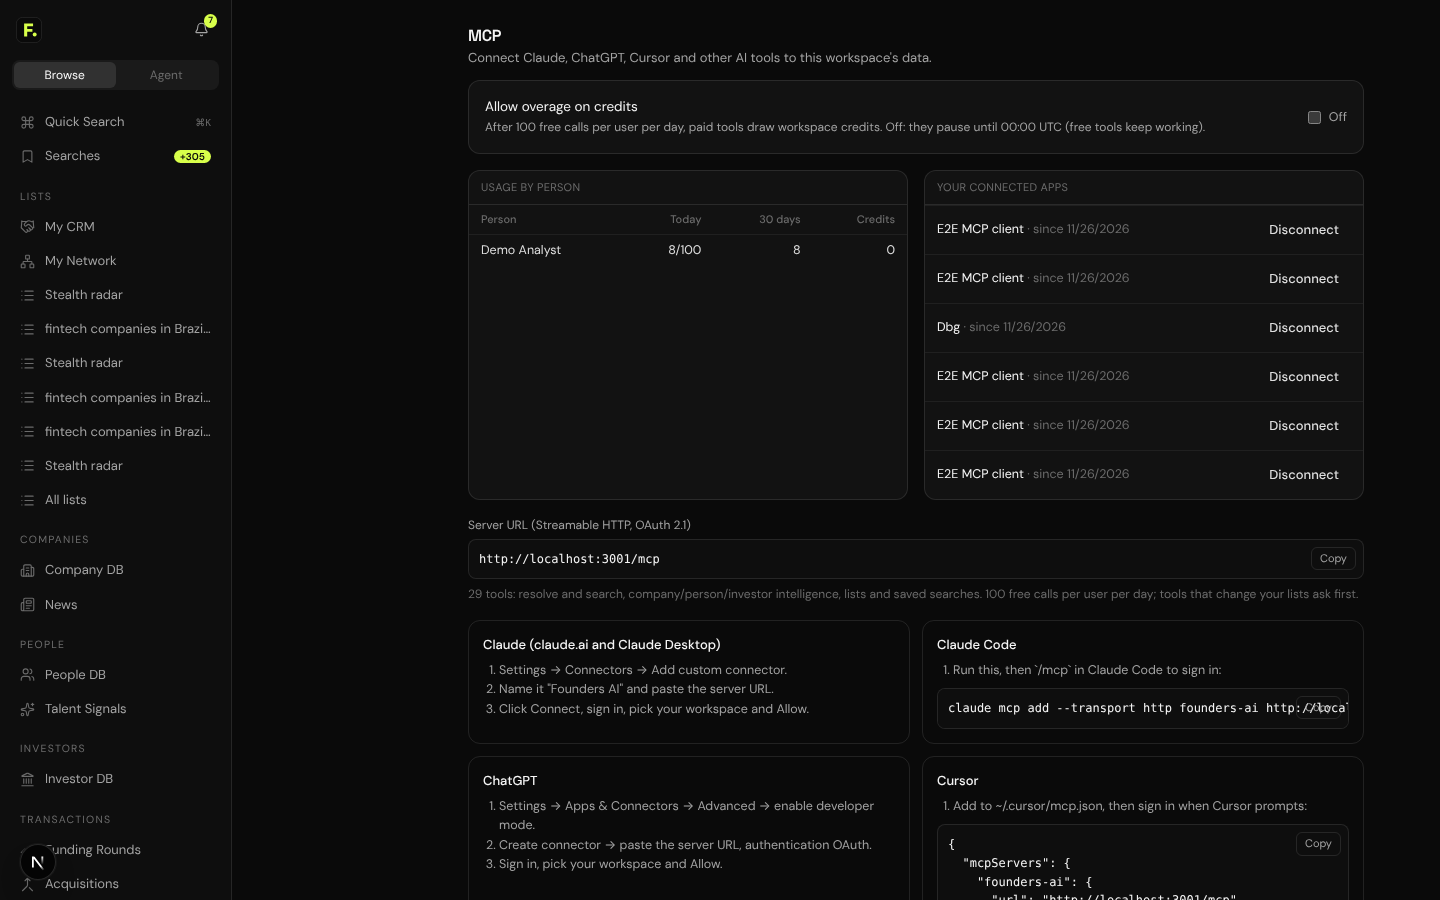 F.
7
Browse
Agent
Quick Search
⌘K
Searches
+305
LISTS
My CRM
My Network
Stealth radar
fintech companies in Brazi...
Stealth radar
fintech companies in Brazi...
fintech companies in Brazi...
Stealth radar
All lists
COMPANIES
Company DB
News
PEOPLE
People DB
Talent Signals
INVESTORS
Investor DB
TRANSACTIONS
Funding Rounds
N
Acquisitions
MCP
Connect Claude, ChatGPT, Cursor and other AI tools to this workspace's data.
Allow overage on credits
After 100 free calls per user per day, paid tools draw workspace credits. Off: they pause until 00:00 UTC (free tools keep working).
Off
USAGE BY PERSON
Person Today 30 days Credits
Demo Analyst 8/100 8 0
YOUR CONNECTED APPS
E2E MCP client · since 11/26/2026 Disconnect
E2E MCP client · since 11/26/2026 Disconnect
Dbg · since 11/26/2026 Disconnect
E2E MCP client · since 11/26/2026 Disconnect
E2E MCP client · since 11/26/2026 Disconnect
E2E MCP client · since 11/26/2026 Disconnect
Server URL (Streamable HTTP, OAuth 2.1)
http://localhost:3001/mcp
Copy
29 tools: resolve and search, company/person/investor intelligence, lists and saved searches. 100 free calls per user per day; tools that change your lists ask first.
Claude (claude.ai and Claude Desktop)
1. Settings → Connectors → Add custom connector.
2. Name it "Founders AI" and paste the server URL.
3. Click Connect, sign in, pick your workspace and Allow.
Claude Code
1. Run this, then `/mcp` in Claude Code to sign in:
claude mcp add --transport http founders-ai http://local
Copy
ChatGPT
1. Settings → Apps & Connectors → Advanced → enable developer
mode.
2. Create connector → paste the server URL, authentication OAuth.
3. Sign in, pick your workspace and Allow.
Cursor
1. Add to ~/.cursor/mcp.json, then sign in when Cursor prompts:
Copy
{
"mcpServers": {
"founders-ai": {
"url": "http://localhost:3001/mcp"